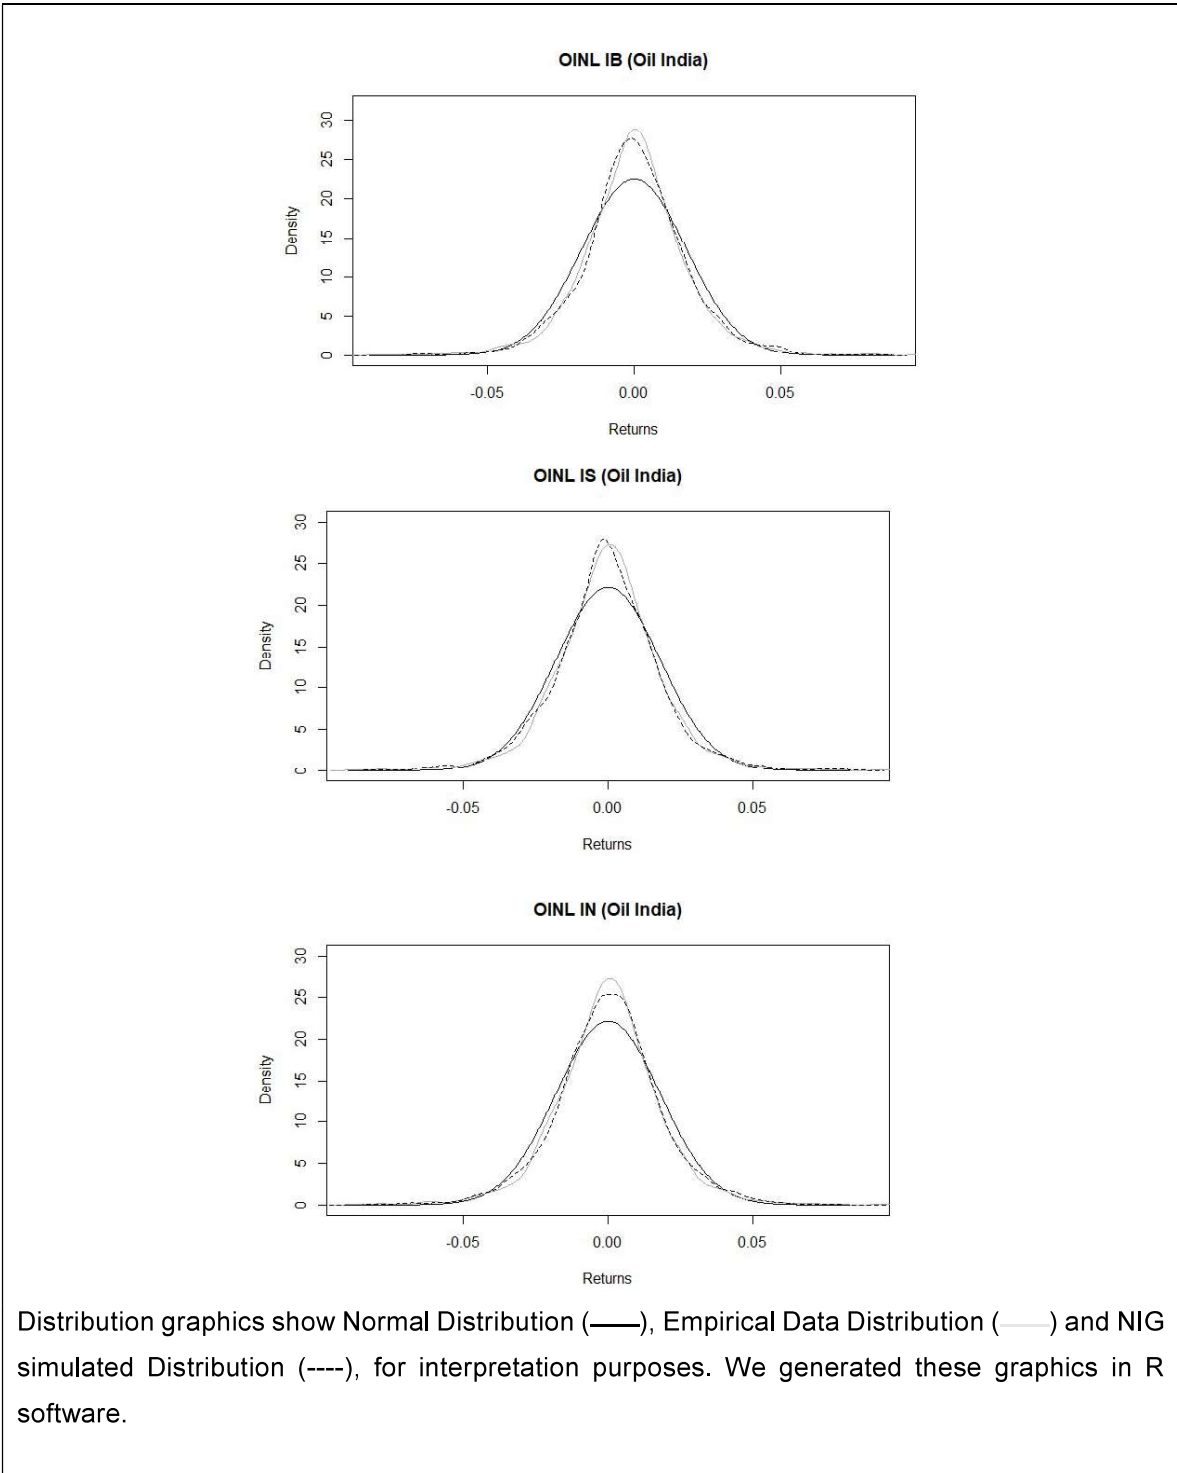 OINL IB (Oil India)
30
25
20
15
10
5
0
Density
-0.05 0.00 0.05
Returns
OINL IS (Oil India)
30
25
20
15
10
5
0
Density
-0.05 0.00 0.05
Returns
OINL IN (Oil India)
30
25
20
15
10
5
0
Density
-0.05 0.00 0.05
Returns
Distribution graphics show Normal Distribution (——), Empirical Data Distribution (——) and NIG
simulated Distribution (----), for interpretation purposes. We generated these graphics in R
software.